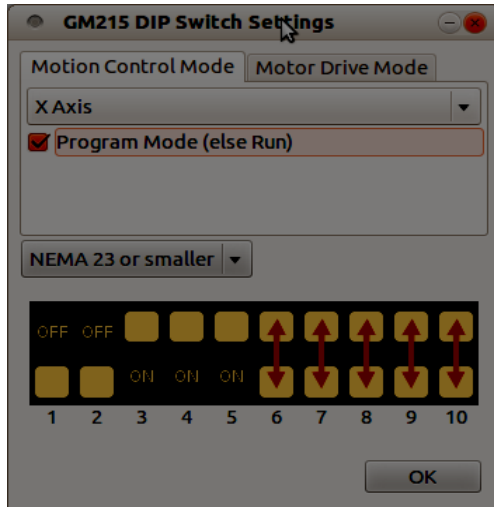 GM215 DIP Switch Settings
Motion Control Mode Motor Drive Mode
X Axis
Program Mode (else Run)
NEMA 23 or smaller
OFF OFF
ON ON ON
1 2 3 4 5 6 7 8 9 10
OK